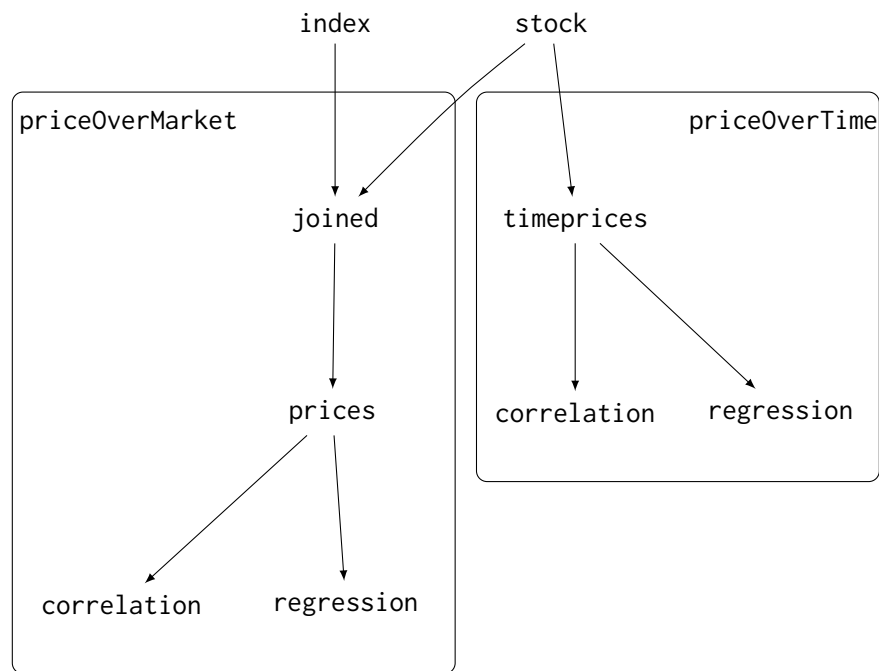 index
stock
priceOverMarket
priceOverTime
joined
timeprices
prices
correlation
regression
correlation
regression